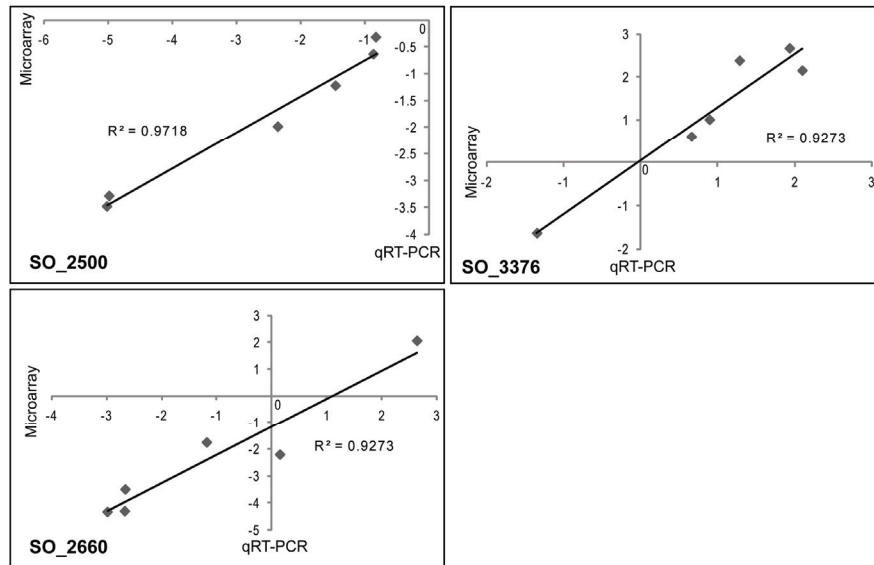 -6 -5 -4 -3 -2 -1 0
-0.5
-1
-1.5
-2
-2.5
-3
-3.5
-4
Microarray
R² = 0.9718
qRT-PCR
SO_2500
3
2
1
0
-1
-2
-2 -1 0 1 2 3
Microarray
R² = 0.9273
qRT-PCR
SO_3376
3
2
1
0
-1
-2
-3
-4
-5
-4 -3 -2 -1 0 1 2 3
Microarray
R² = 0.9273
qRT-PCR
SO_2660